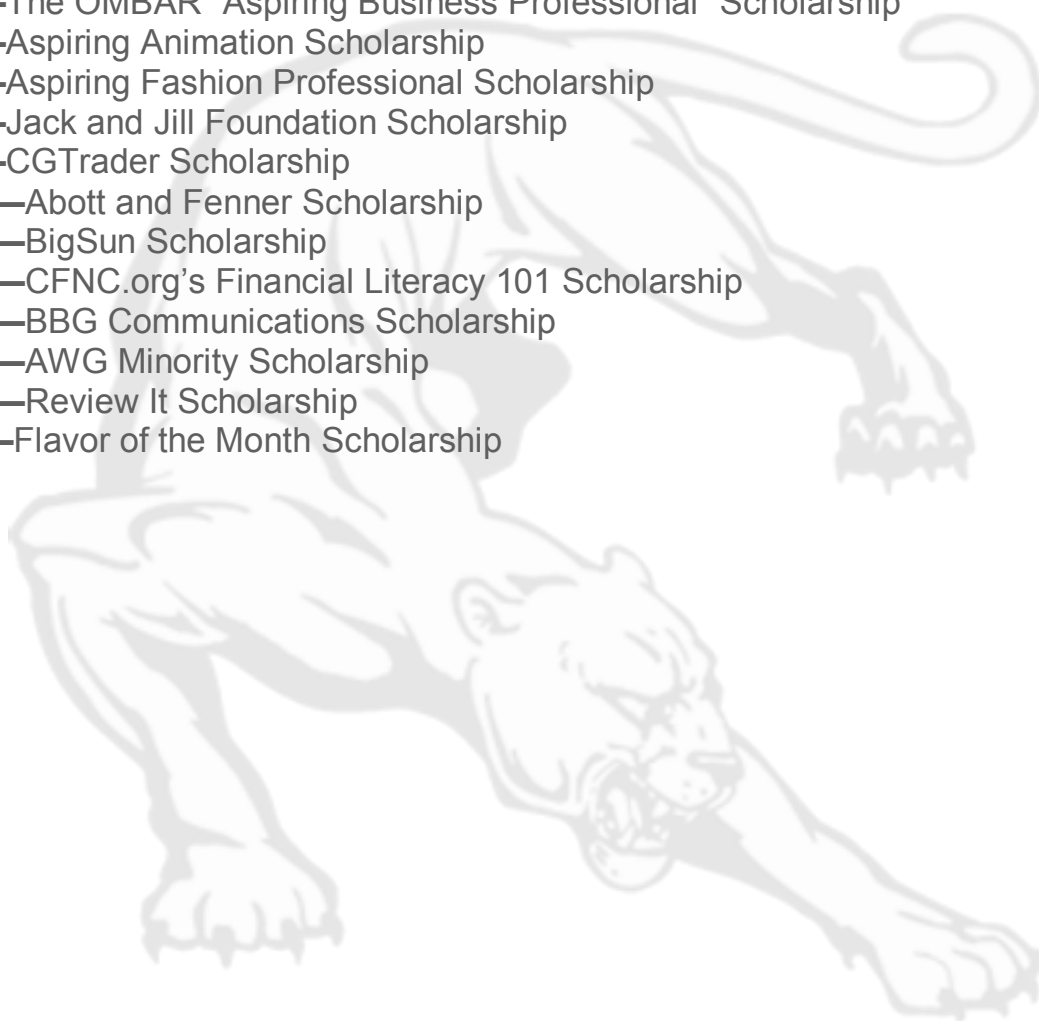 -The OMBAR "Aspiring Business Professional" Scholarship
-Aspiring Animation Scholarship
-Aspiring Fashion Professional Scholarship
-Jack and Jill Foundation Scholarship
-CGTrader Scholarship
—Abott and Fenner Scholarship
—BigSun Scholarship
—CFNC.org’s Financial Literacy 101 Scholarship
—BBG Communications Scholarship
—AWG Minority Scholarship
—Review It Scholarship
–Flavor of the Month Scholarship